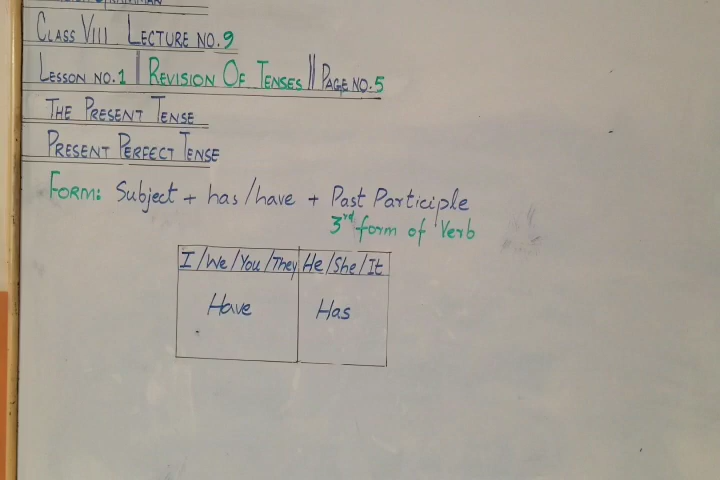 Class VIII Lecture No.9
Lesson No.1 || Revision Of Tenses || Page No.5
The Present Tense
Present Perfect Tense
Form: Subject + has/have + Past Participle
3rd form of Verb
I/We/You/They He/She/It
Have Has